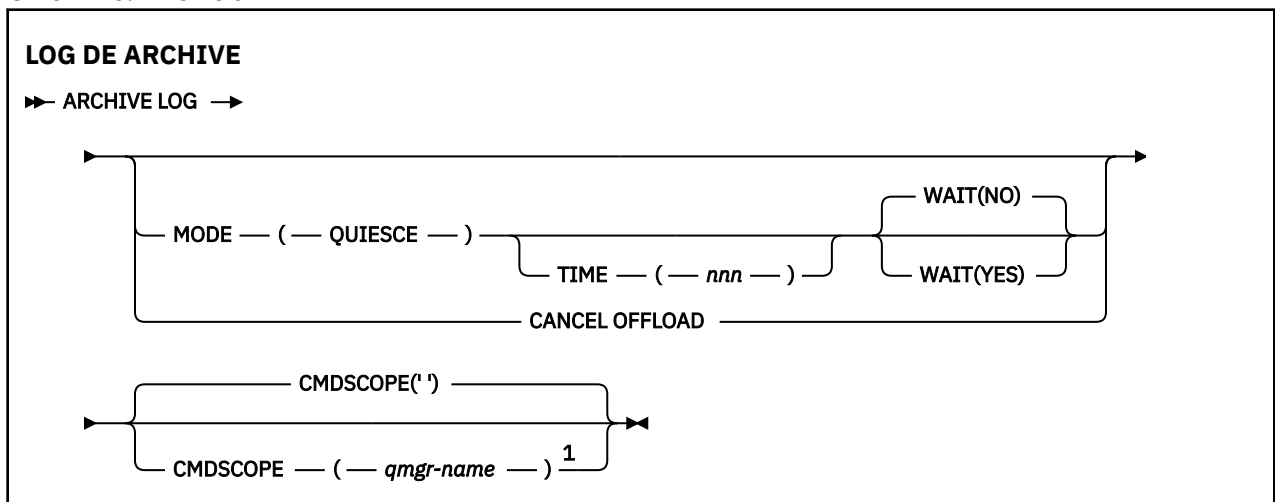 LOG DE ARCHIVE
ARCHIVE LOG
WAIT(NO)
MODE ( QUIESCE )
TIME ( nnn ) WAIT(YES)
CANCEL OFFLOAD
CMDSCOPE(' ')
CMDSCOPE ( qmgr-name ) 1